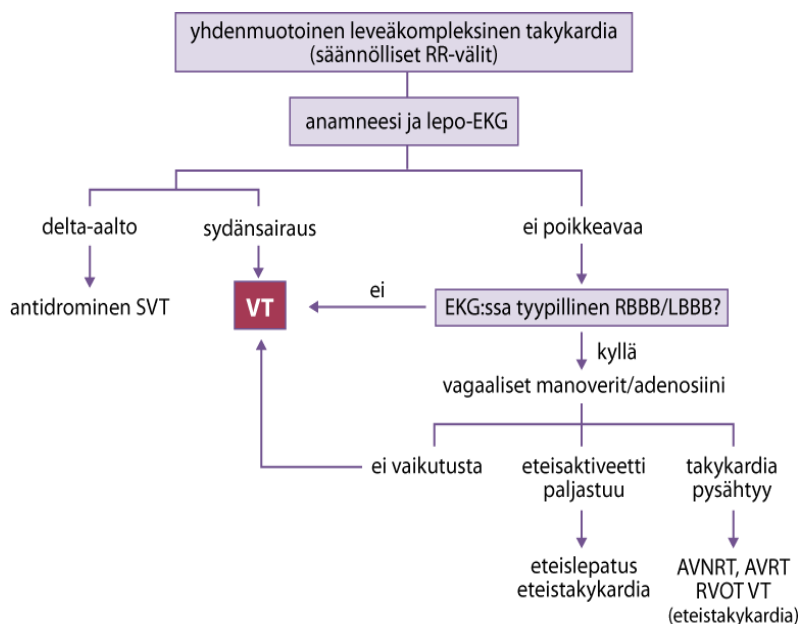 yhdenmuotoinen leveäkompleksinen takykardia
(säännölliset RR-välit)
anamneesi ja lepo-EKG
delta-aalto
sydänsairaus
ei poikkeavaa
antidrominen SVT
VT
ei
EKG:ssa tyypillinen RBBB/LBBB?
kyllä
vagaaliset manoverit/adenosiini
ei vaikutusta
eteisaktiveetti
paljastuu
takykardia
pysähtyy
eteislepatus
eteistakykardia
AVNRT, AVRT
RVOT VT
(eteistakykardia)